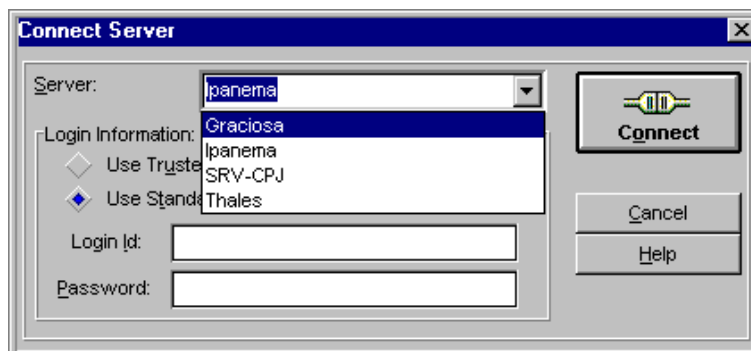 Connect Server
Server:
Ipanema
Graciosa
Ipanema
SRV-CPJ
Thales
Login Information:
Use Truste
Use Standa
Login Id:
Password:
Connect
Cancel
Help